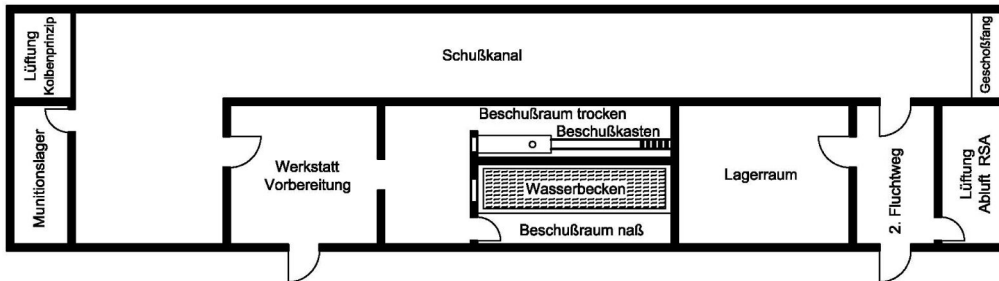 Lüftung
Kolbenprinzip
Schußkanal
Geschoßfang
Munitionslager
Werkstatt
Vorbereitung
Beschußraum trocken
Beschußkasten
Wasserbecken
Beschußraum naß
Lagerraum
2. Fluchtweg
Lüftung
Abluft RSA